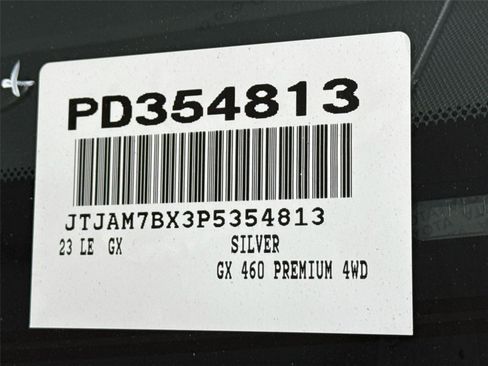 PD354813
JTJAM7BX3P5354813
23 LE GX SILVER
GX 460 PREMIUM 4WD